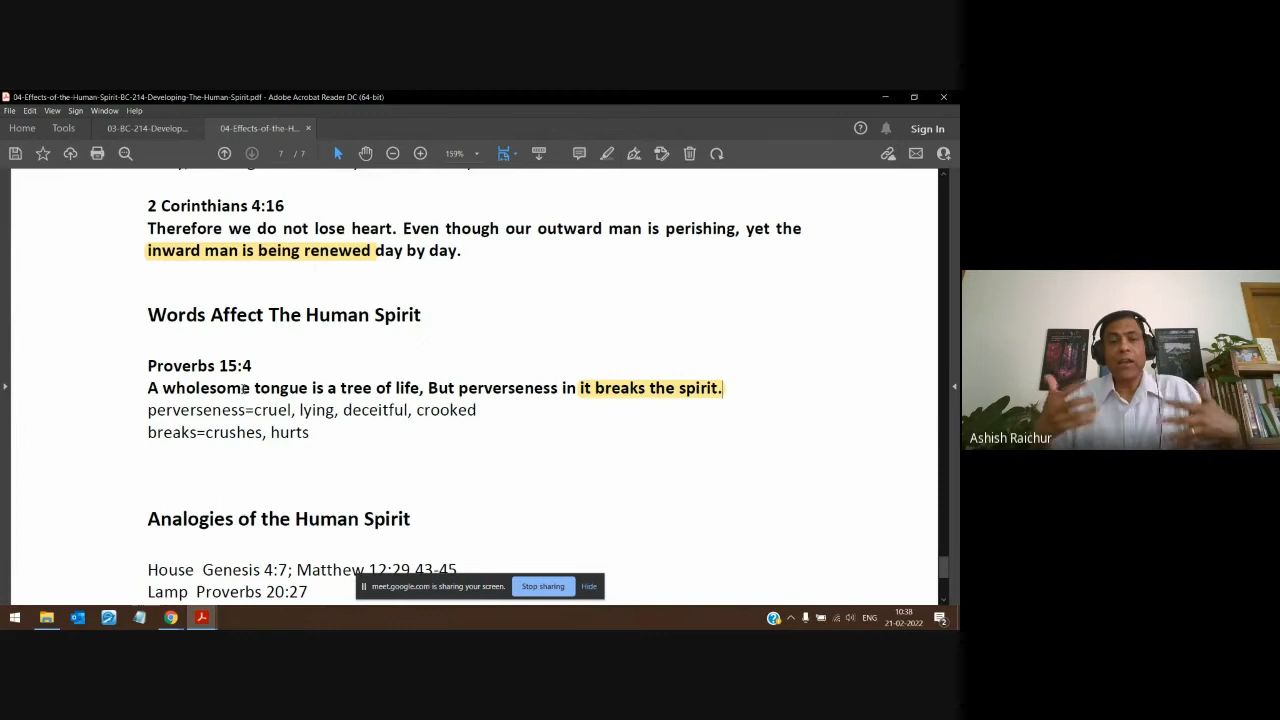 04-Effects-of-the-Human-Spirit-BC-214-Developing-The-Human-Spirit.pdf - Adobe Acrobat Reader DC (64-bit)
File Edit View Sign Window Help
Home Tools 03-BC-214-Develop... 04-Effects-of-the-H... × Sign In
7 / 7 159%
2 Corinthians 4:16
Therefore we do not lose heart. Even though our outward man is perishing, yet the
inward man is being renewed day by day.
Words Affect The Human Spirit
Proverbs 15:4
A wholesome tongue is a tree of life, But perverseness in it breaks the spirit.
perverseness=cruel, lying, deceitful, crooked
breaks=crushes, hurts
Analogies of the Human Spirit
House Genesis 4:7; Matthew 12:29,43-45
Lamp Proverbs 20:27
meet.google.com is sharing your screen. Stop sharing Hide
ENG
10:38
21-02-2022
2
Ashish Raichur